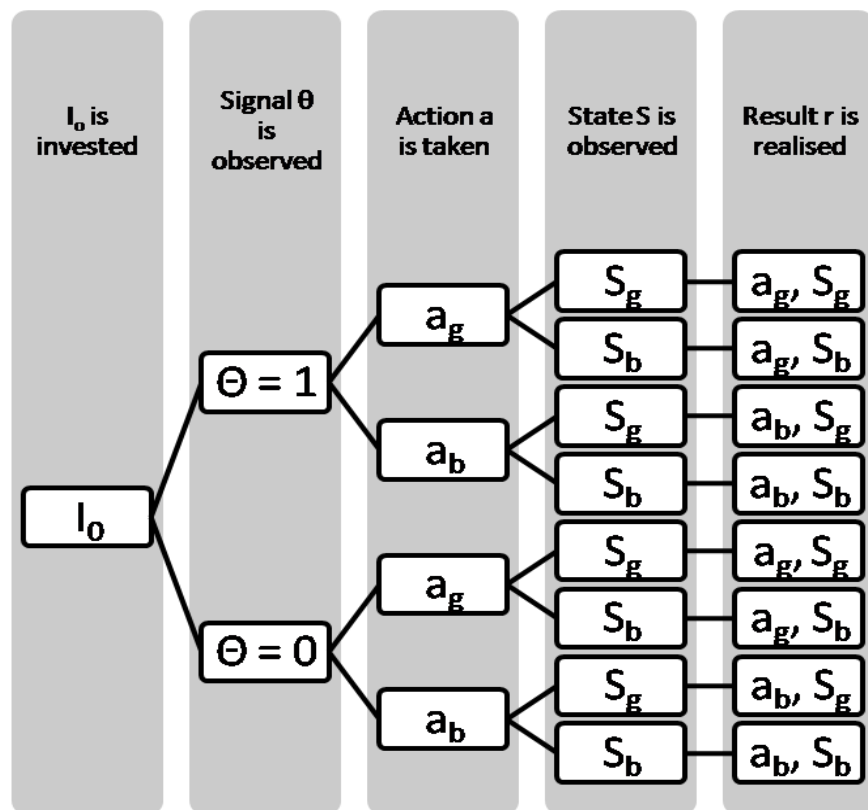 I₀ is
invested
Signal θ
is
observed
Action a
is taken
State S is
observed
Result r is
realised
S_g
a_g, S_g
a_g
S_b
a_g, S_b
Θ = 1
S_g
a_b, S_g
a_b
S_b
a_b, S_b
I₀
S_g
a_g, S_g
a_g
S_b
a_g, S_b
Θ = 0
S_g
a_b, S_g
a_b
S_b
a_b, S_b